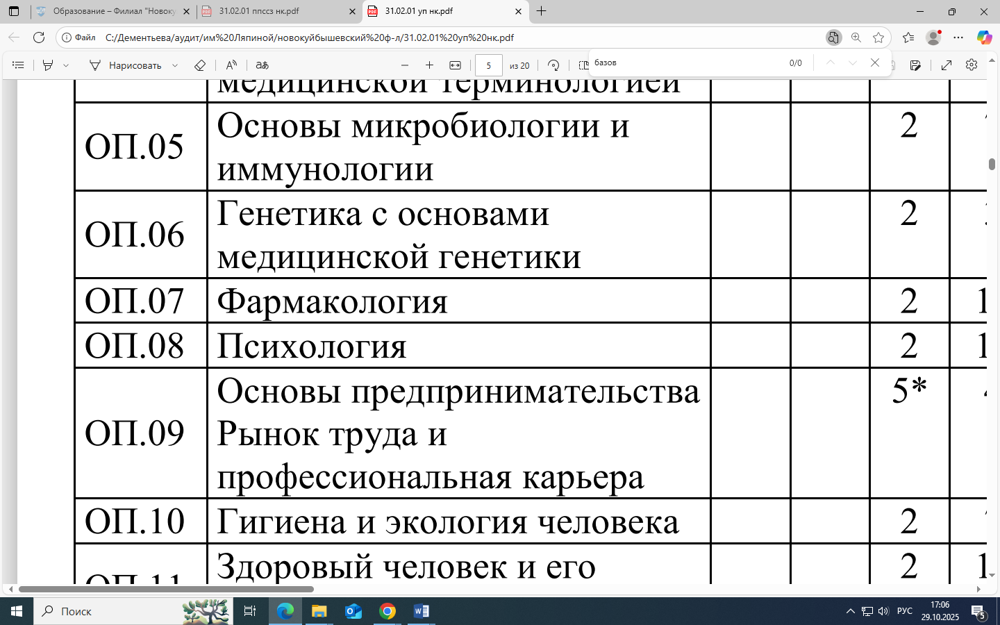 Образование – Филиал "Новоку
31.02.01 ппссз нк.pdf
31.02.01 уп нк.pdf
Файл
C:/Дементьева/аудит/им%20Ляпиной/новокуйбышевский%20ф-л/31.02.01%20уп%20нк.pdf
Нарисовать
аあ
5
из 20
базов
0/0
медицинской терминологией
ОП.05 Основы микробиологии и 2
иммунологии
ОП.06 Генетика с основами 2
медицинской генетики
ОП.07 Фармакология 2 1
ОП.08 Психология 2 1
ОП.09 Основы предпринимательства 5*
Рынок труда и
профессиональная карьера
ОП.10 Гигиена и экология человека 2
ОП.11 Здоровый человек и его 2 1
Поиск
РУС
17:06
29.10.2025
5